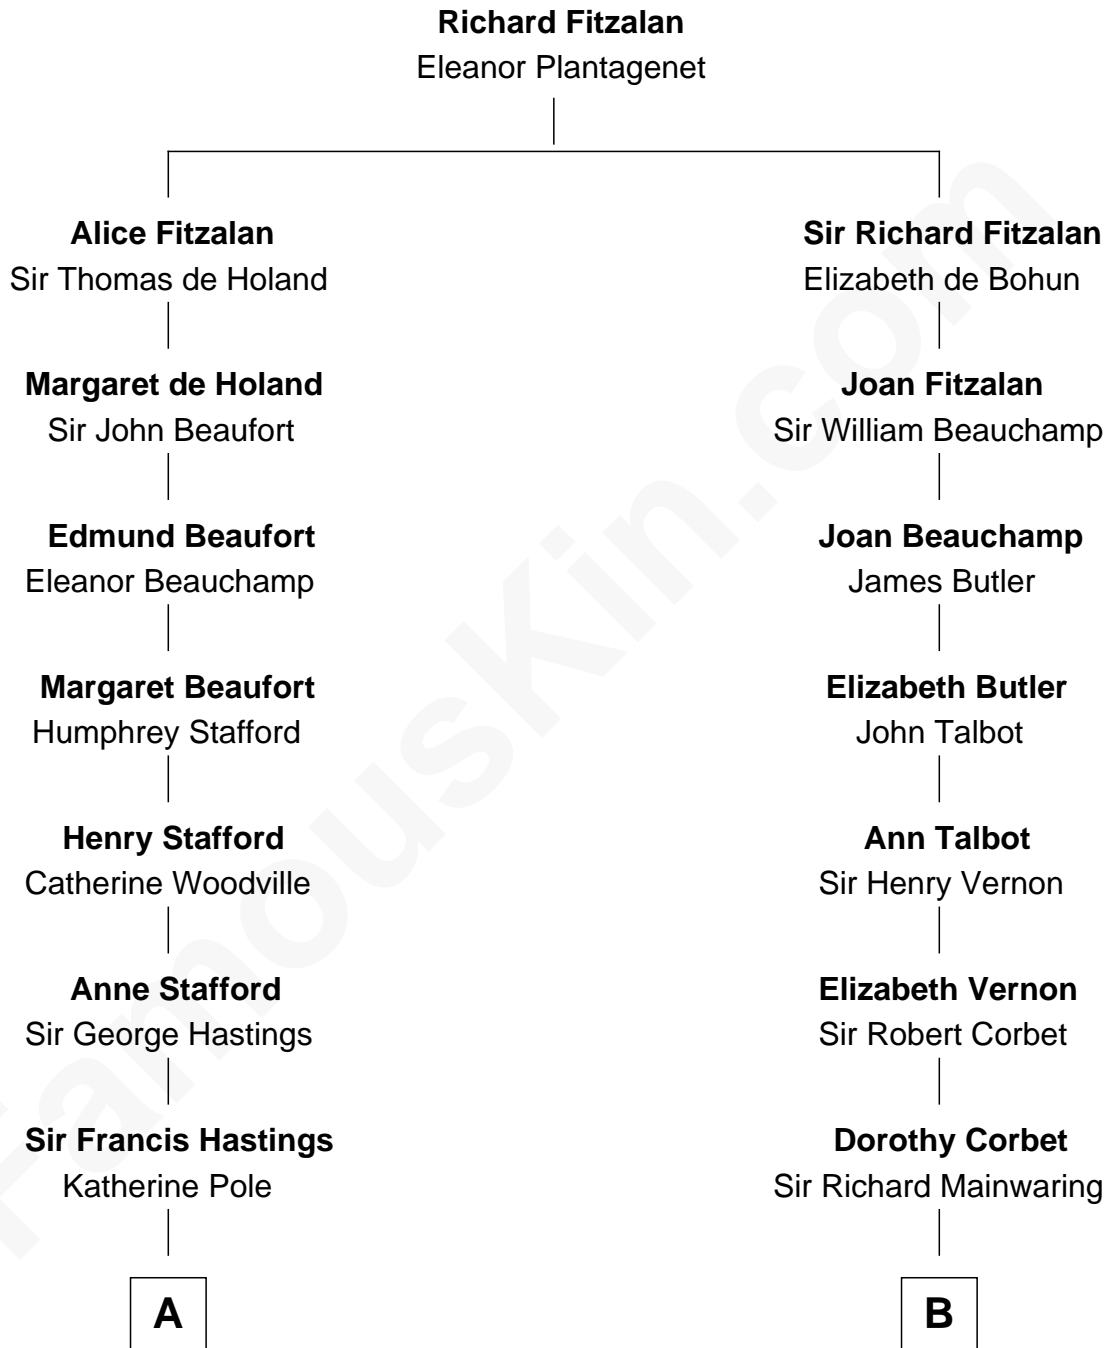 Richard Fitzalan
Eleanor Plantagenet
Alice Fitzalan
Sir Thomas de Holand
Sir Richard Fitzalan
Elizabeth de Bohun
Margaret de Holand
Sir John Beaufort
Joan Fitzalan
Sir William Beauchamp
Edmund Beaufort
Eleanor Beauchamp
Joan Beauchamp
James Butler
Margaret Beaufort
Humphrey Stafford
Elizabeth Butler
John Talbot
Henry Stafford
Catherine Woodville
Ann Talbot
Sir Henry Vernon
Anne Stafford
Sir George Hastings
Elizabeth Vernon
Sir Robert Corbet
Sir Francis Hastings
Katherine Pole
Dorothy Corbet
Sir Richard Mainwaring
A
B
FamousKin.com